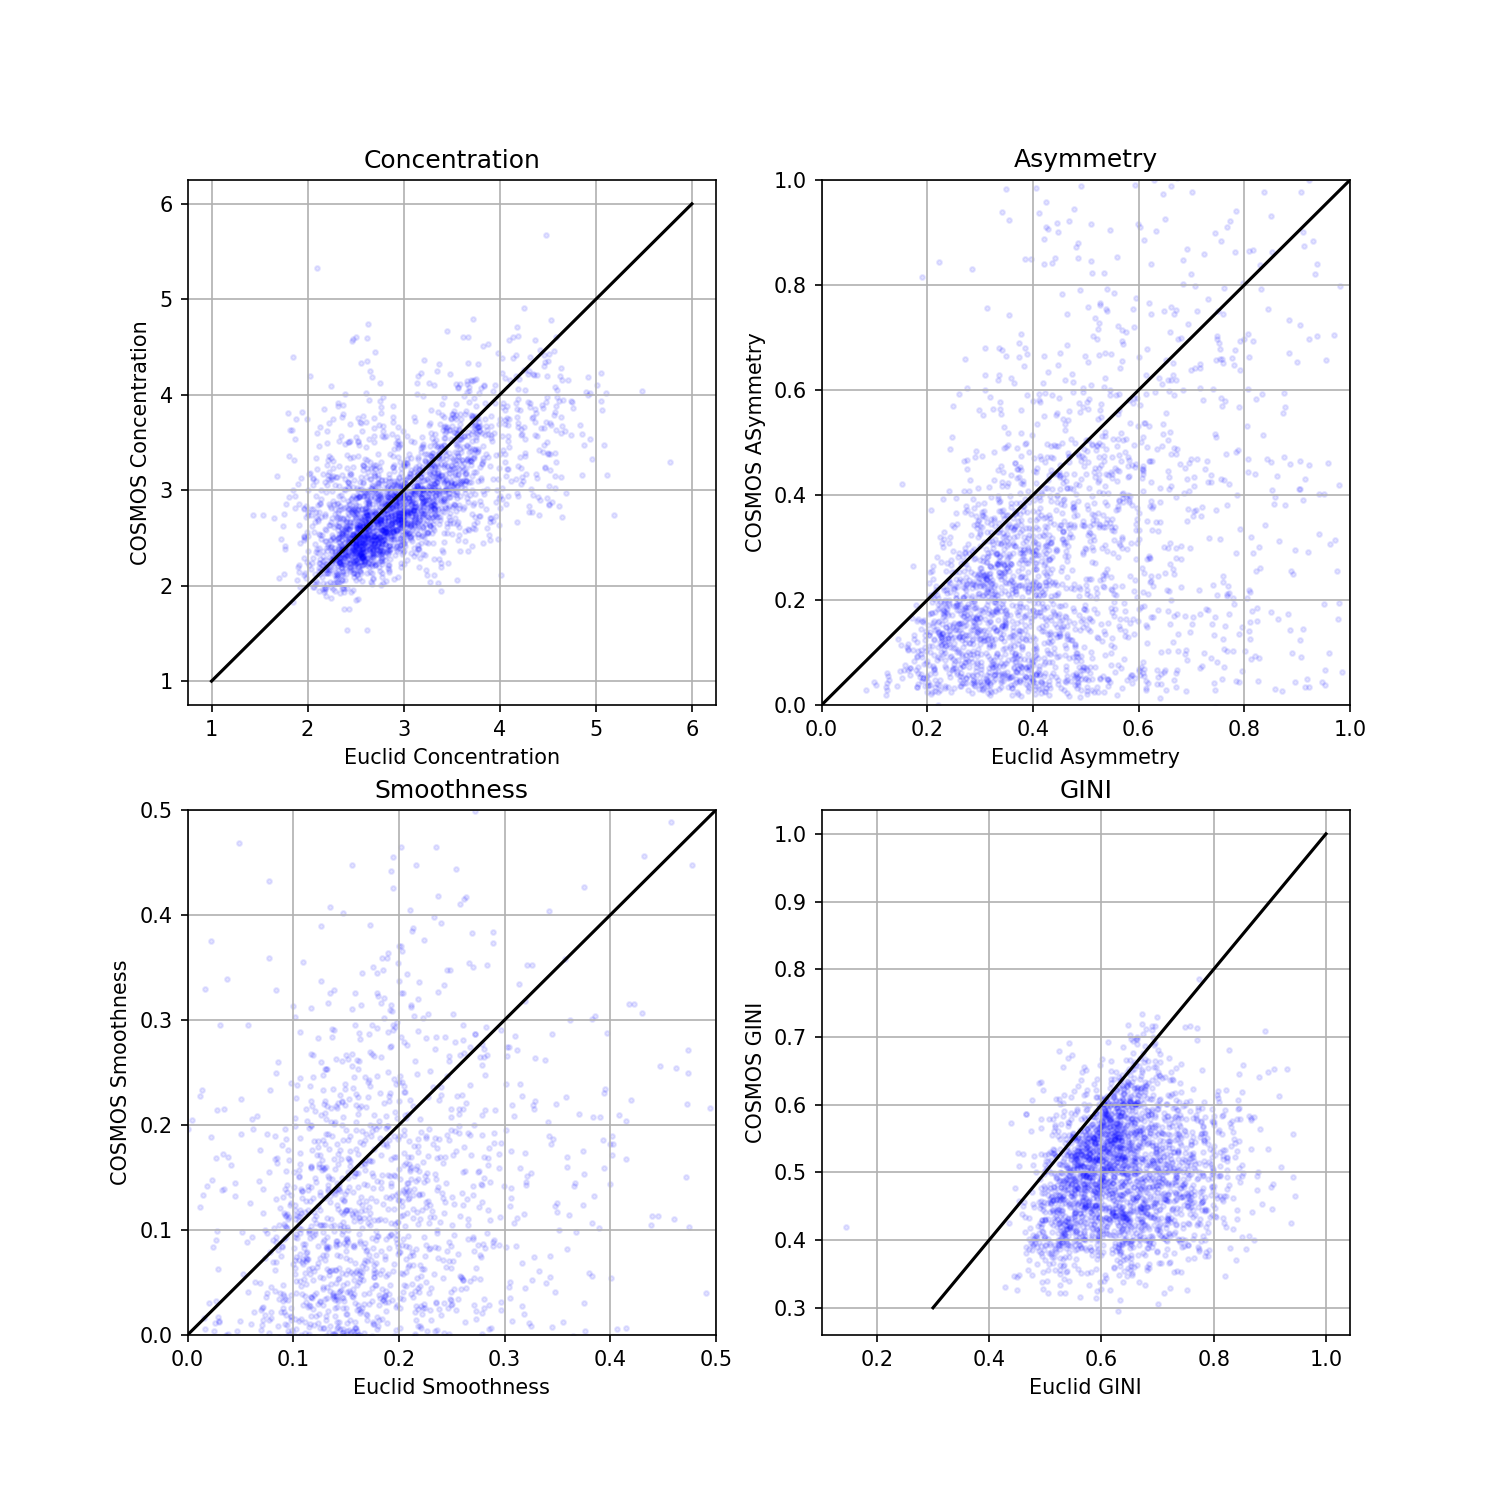 Concentration
6
5
4
3
2
1
COSMOS Concentration
1 2 3 4 5 6
Euclid Concentration
Asymmetry
1.0
0.8
0.6
0.4
0.2
0.0
COSMOS ASymmetry
0.0 0.2 0.4 0.6 0.8 1.0
Euclid Asymmetry
Smoothness
0.5
0.4
0.3
0.2
0.1
0.0
COSMOS Smoothness
0.0 0.1 0.2 0.3 0.4 0.5
Euclid Smoothness
GINI
1.0
0.9
0.8
0.7
0.6
0.5
0.4
0.3
COSMOS GINI
0.2 0.4 0.6 0.8 1.0
Euclid GINI